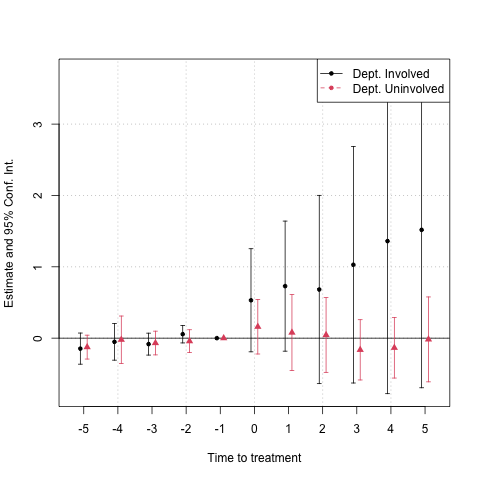 Dept. Involved
Dept. Uninvolved
Estimate and 95% Conf. Int.
3
2
1
0
-5 -4 -3 -2 -1 0 1 2 3 4 5
Time to treatment